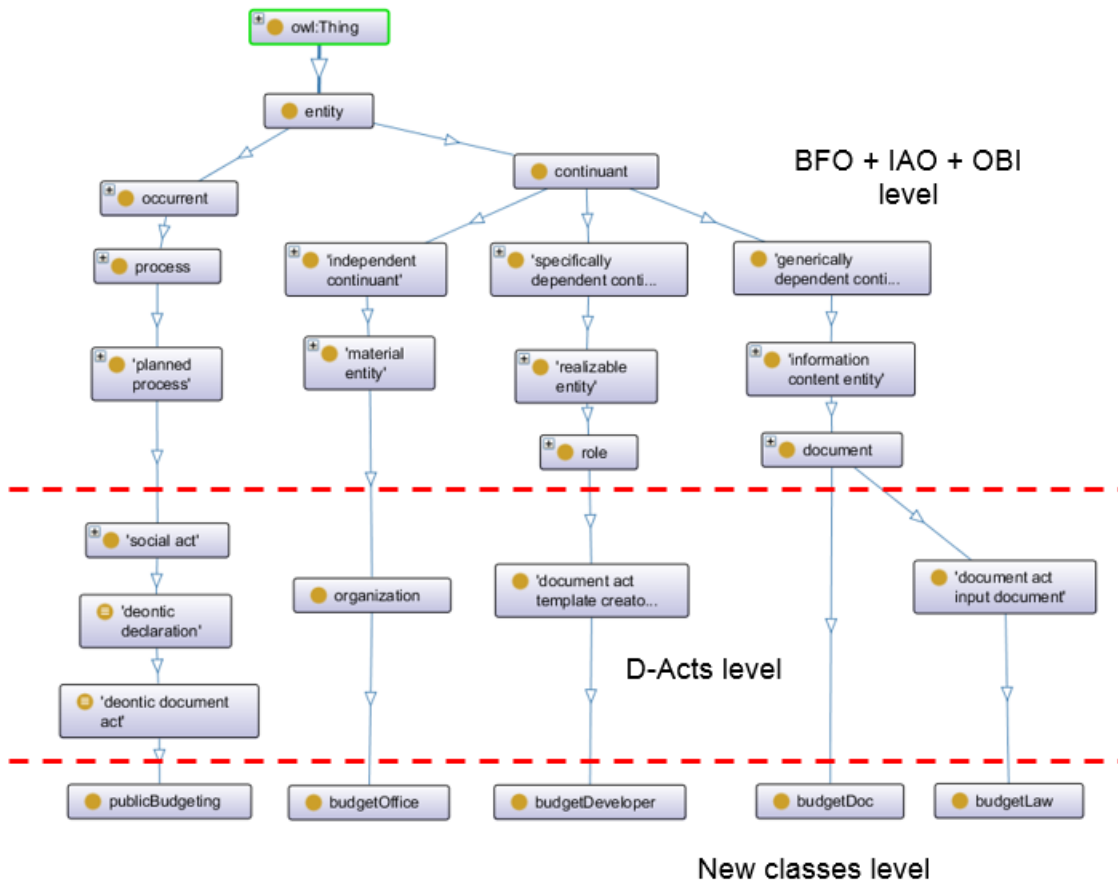 owl:Thing
entity
continuant
BFO + IAO + OBI
level
occurrent
process
'independent
continuant'
'specifically
dependent conti...
'generically
dependent conti...
'planned
process'
'material
entity'
'realizable
entity'
'information
content entity'
role
document
'social act'
organization
'document act
template creato...
'document act
input document'
'deontic
declaration'
D-Acts level
'deontic document
act'
publicBudgeting
budgetOffice
budgetDeveloper
budgetDoc
budgetLaw
New classes level